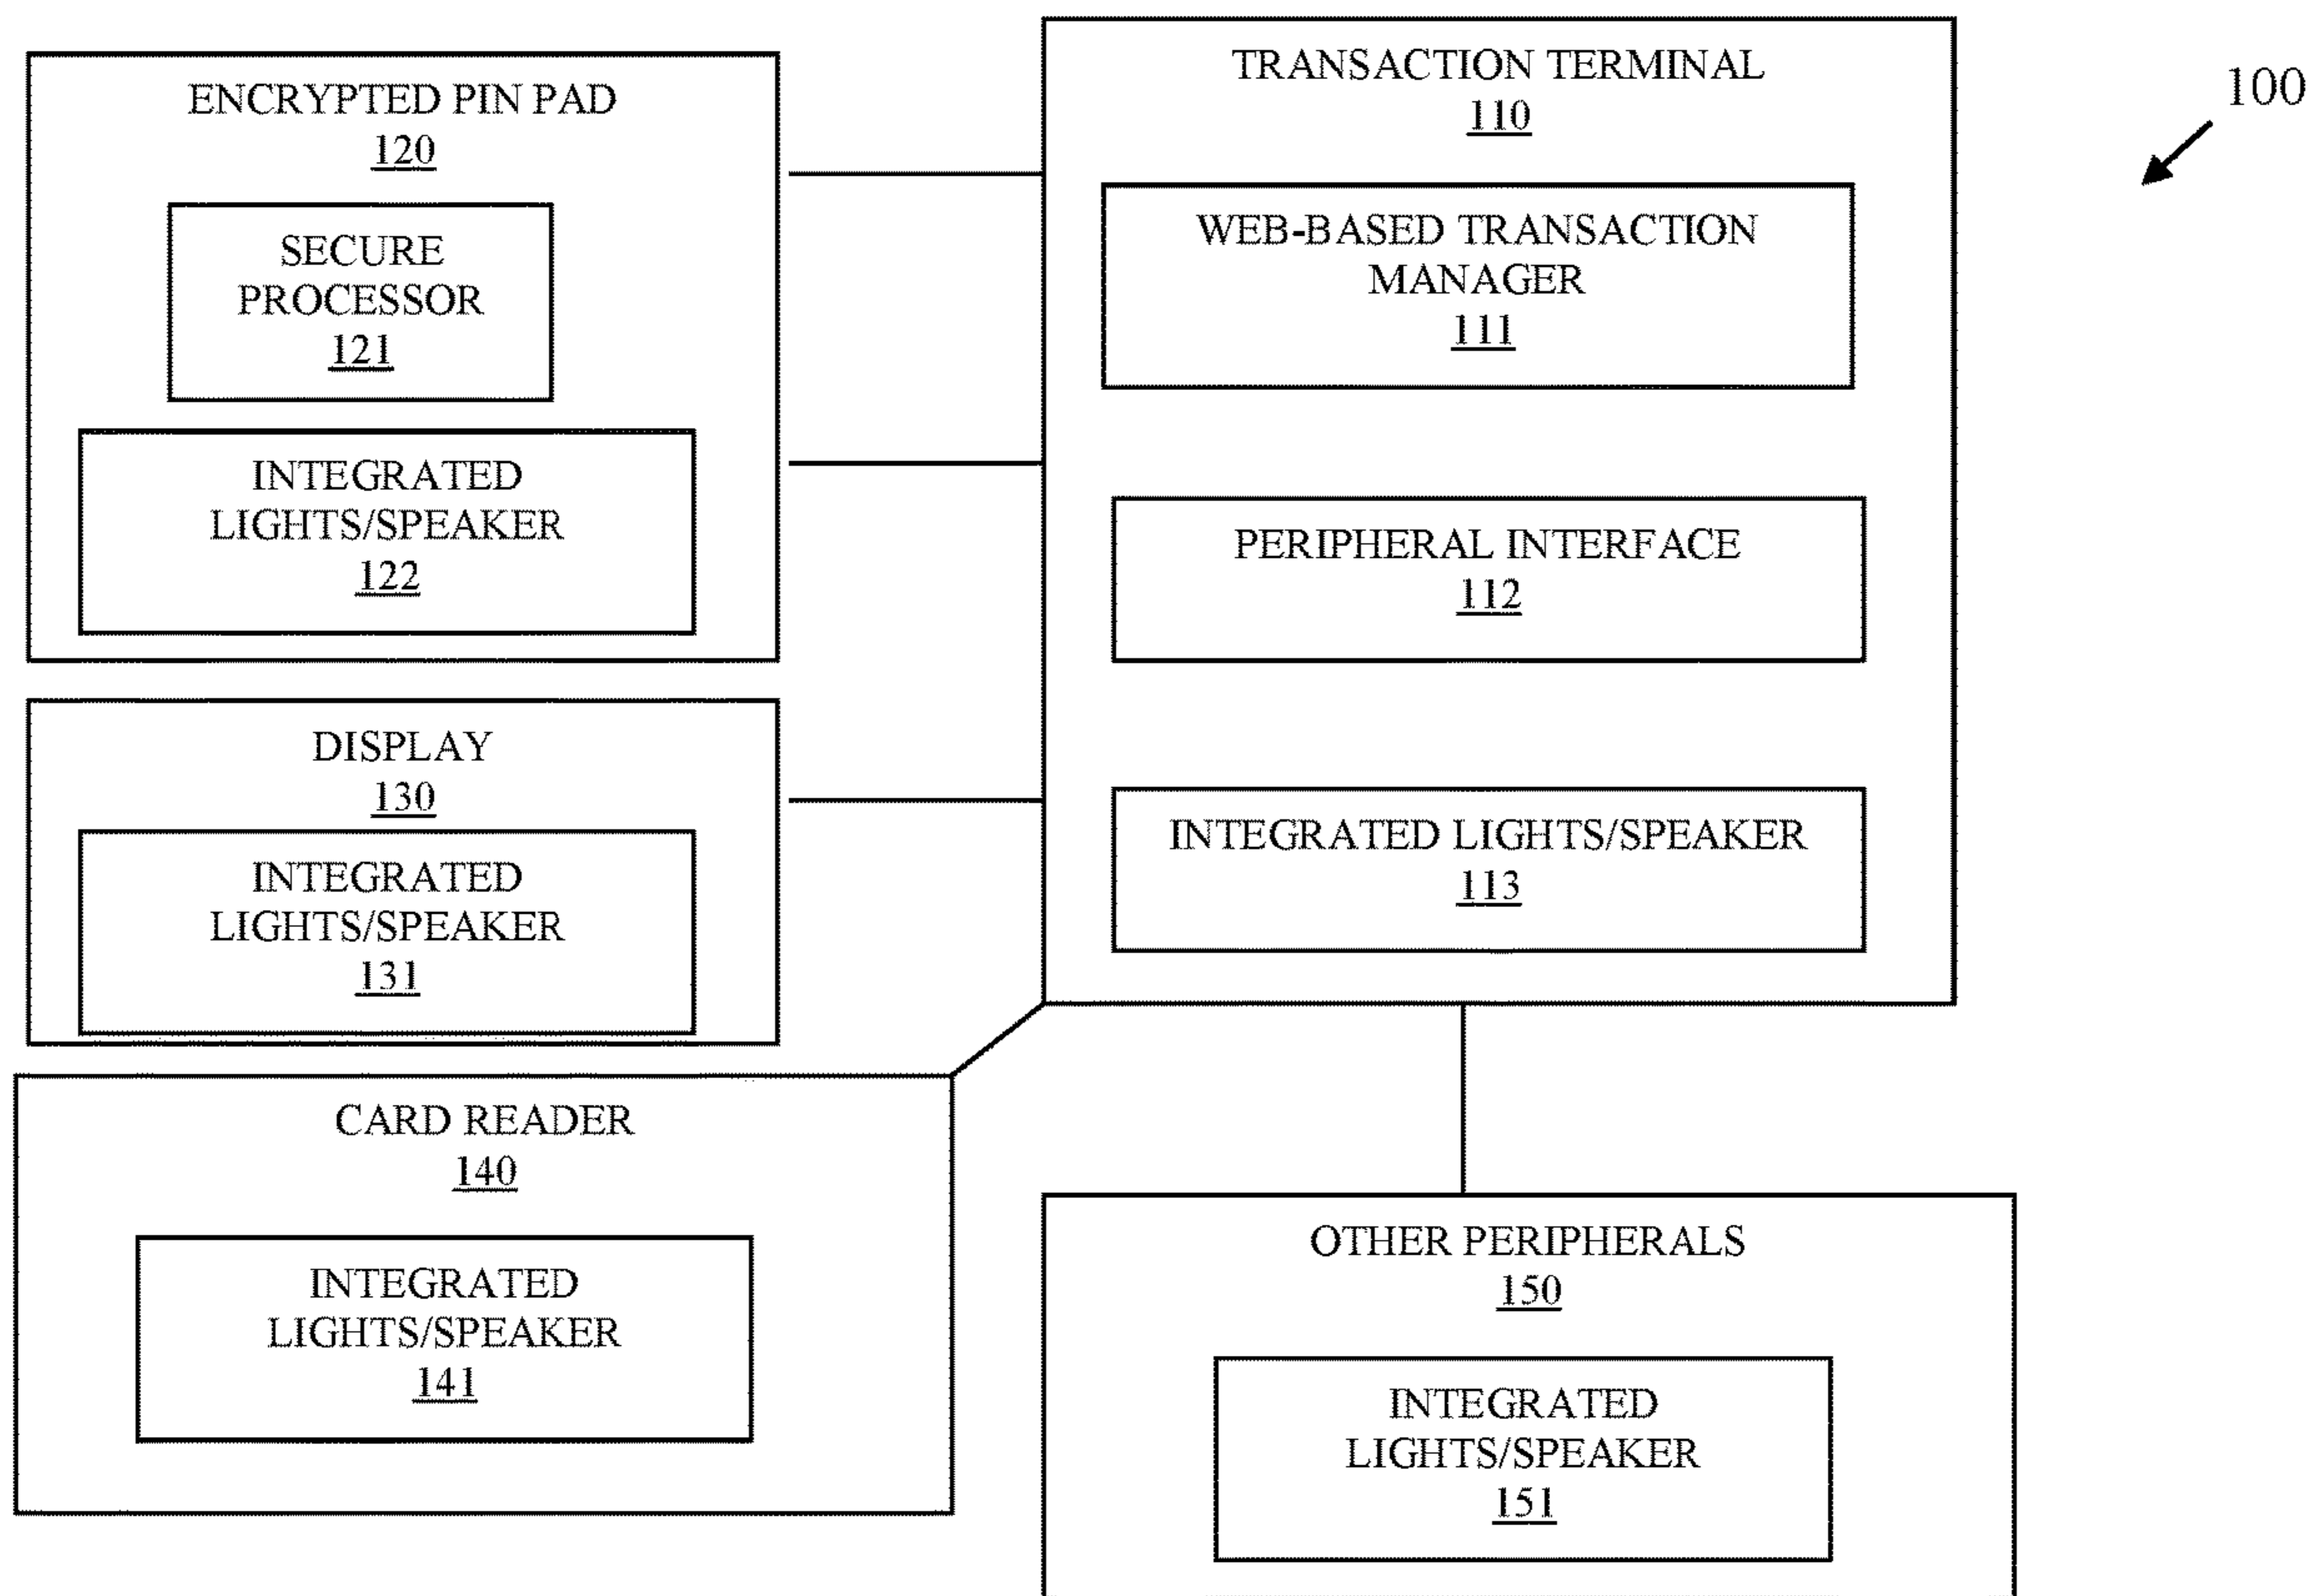 100
TRANSACTION TERMINAL
110
WEB-BASED TRANSACTION
MANAGER
111
PERIPHERAL INTERFACE
112
INTEGRATED LIGHTS/SPEAKER
113
ENCRYPTED PIN PAD
120
SECURE
PROCESSOR
121
INTEGRATED
LIGHTS/SPEAKER
122
DISPLAY
130
INTEGRATED
LIGHTS/SPEAKER
131
CARD READER
140
INTEGRATED
LIGHTS/SPEAKER
141
OTHER PERIPHERALS
150
INTEGRATED
LIGHTS/SPEAKER
151